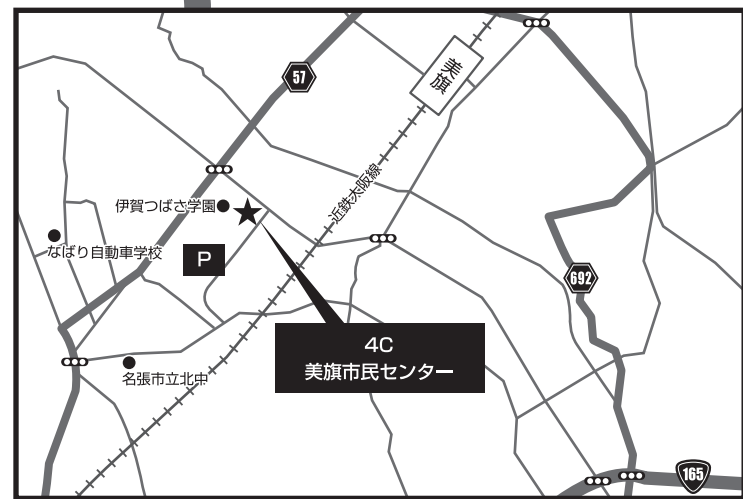 57
美旗
近鉄大阪線
伊賀つばさ学園
なばり自動車学校
P
692
4C
美旗市民センター
名張市立北中
165